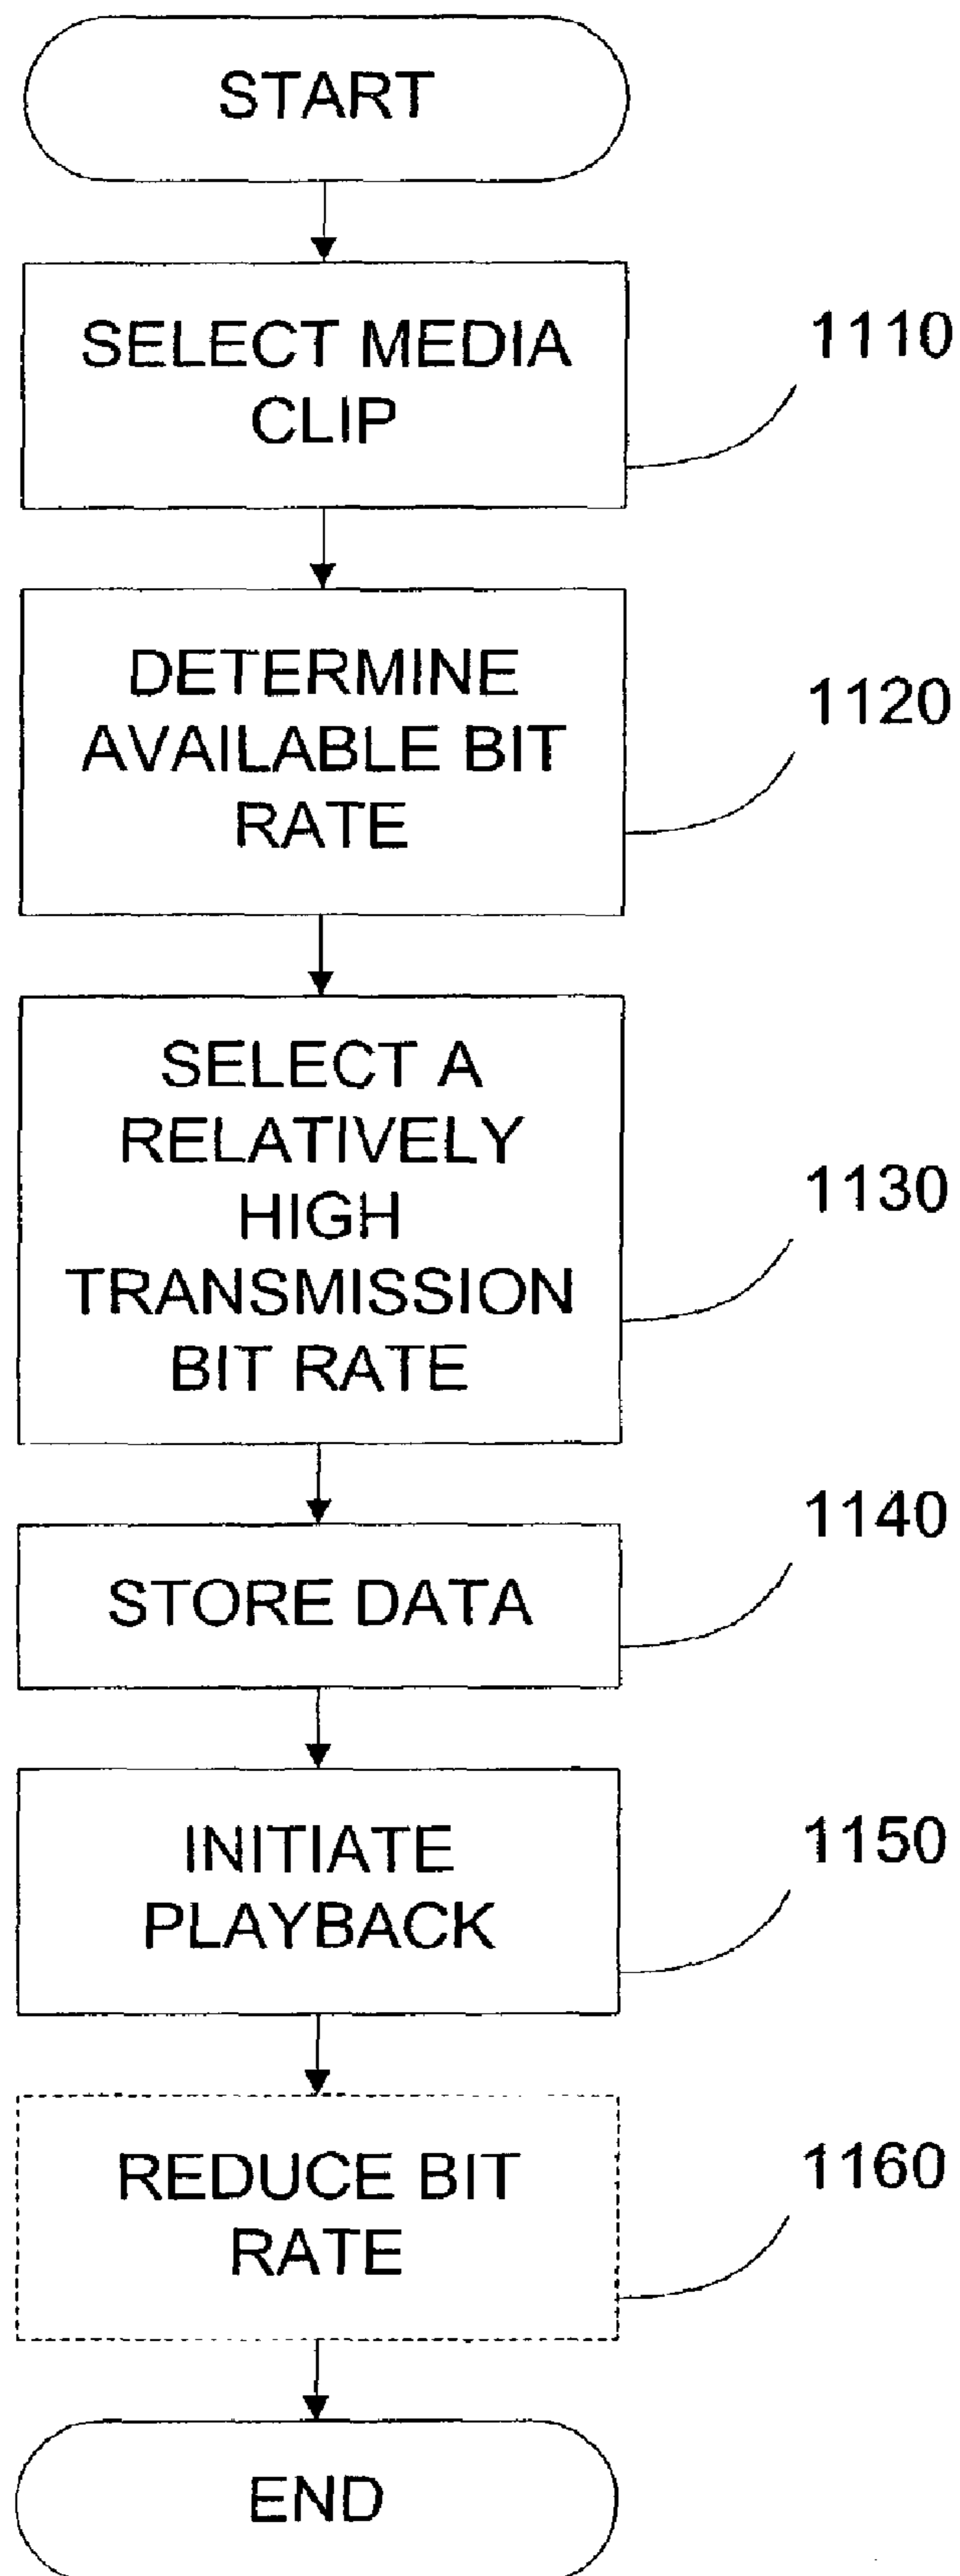 START
SELECT MEDIA
CLIP
1110
DETERMINE
AVAILABLE BIT
RATE
1120
SELECT A
RELATIVELY
HIGH
TRANSMISSION
BIT RATE
1130
STORE DATA
1140
INITIATE
PLAYBACK
1150
REDUCE BIT
RATE
1160
END